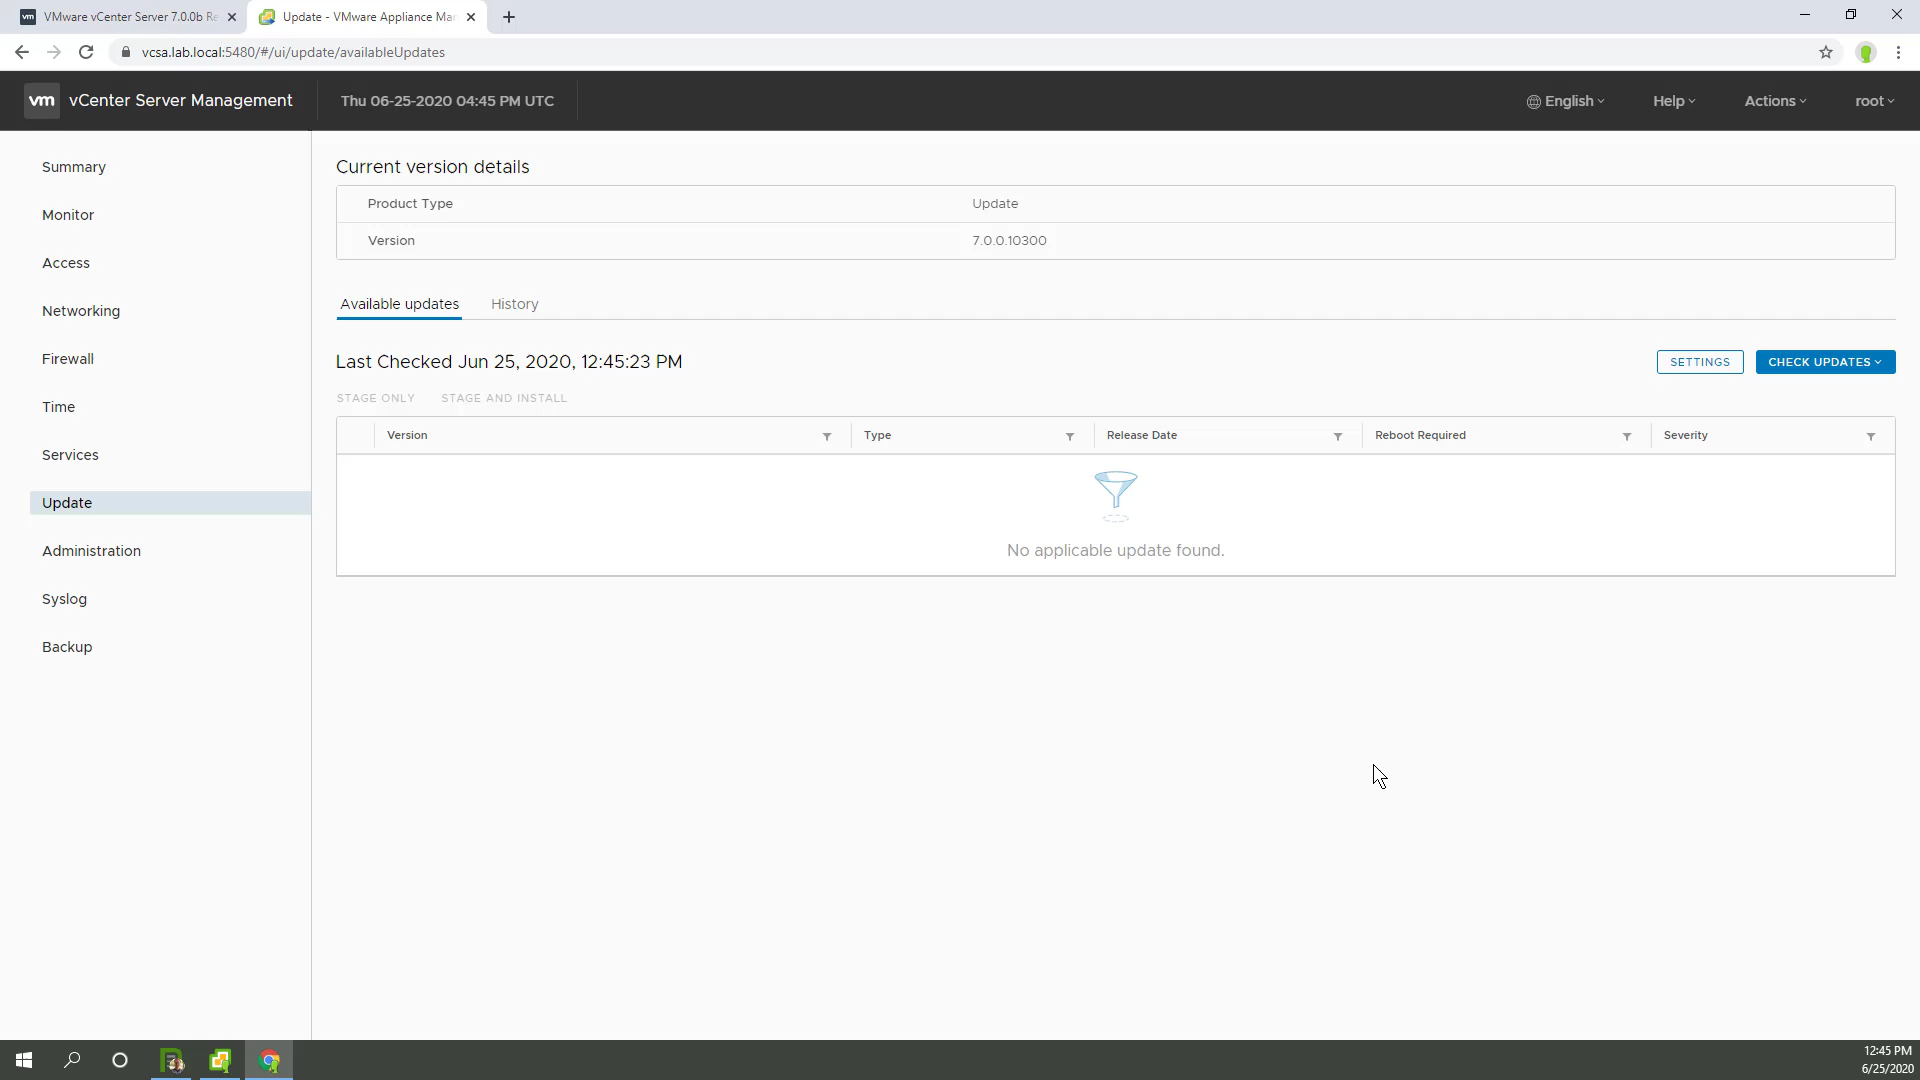 VMware vCenter Server 7.0.0b Re
Update - VMware Appliance Man
vcsa.lab.local:5480/#/ui/update/availableUpdates
vm vCenter Server Management
Thu 06-25-2020 04:45 PM UTC
English
Help
Actions
root
Summary
Monitor
Access
Networking
Firewall
Time
Services
Update
Administration
Syslog
Backup
Current version details
Product Type Update
Version 7.0.0.10300
Available updates History
Last Checked Jun 25, 2020, 12:45:23 PM
SETTINGS
CHECK UPDATES
STAGE ONLY STAGE AND INSTALL
Version Type Release Date Reboot Required Severity
No applicable update found.
12:45 PM
6/25/2020